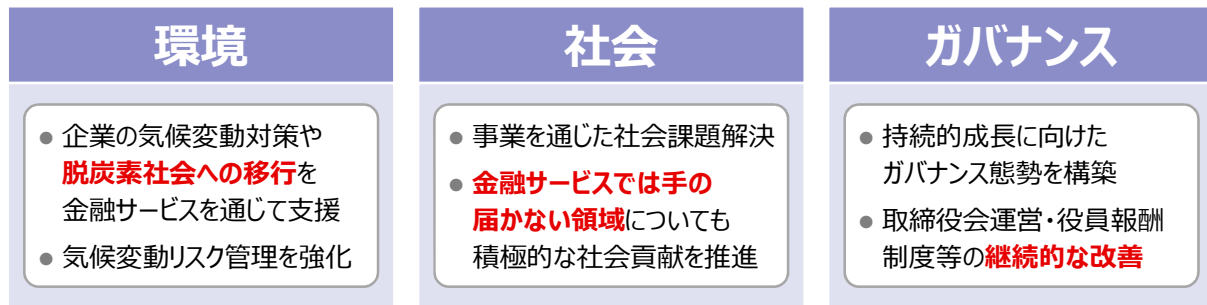 環境
● 企業の気候変動対策や
脱炭素社会への移行を
金融サービスを通じて支援
● 気候変動リスク管理を強化
社会
● 事業を通じた社会課題解決
● 金融サービスでは手の
届かない領域についても
積極的な社会貢献を推進
ガバナンス
● 持続的成長に向けた
ガバナンス態勢を構築
● 取締役会運営・役員報酬
制度等の継続的な改善